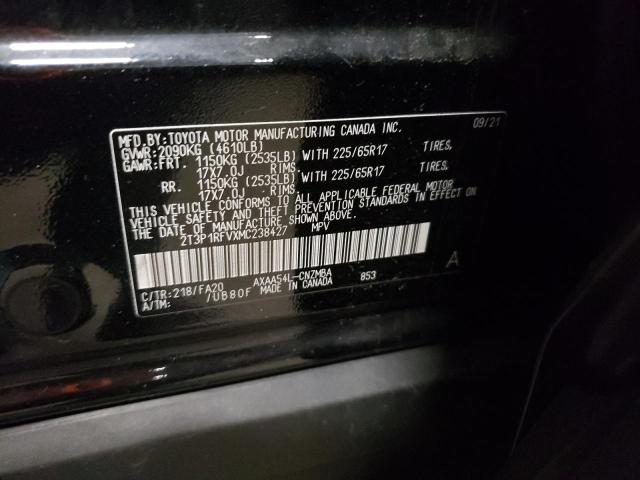 MFD.BY:TOYOTA MOTOR MANUFACTURING CANADA INC. 09/21
GVWR:2090KG (4610LB)
GAWR:FRT. 1150KG (2535LB) WITH 225/65R17 TIRES,
17X7.0J RIMS,
RR. 1150KG (2535LB) WITH 225/65R17 TIRES,
17X7.0J RIMS.
THIS VEHICLE CONFORMS TO ALL APPLICABLE FEDERAL MOTOR
VEHICLE SAFETY AND THEFT PREVENTION STANDARDS IN EFFECT ON
THE DATE OF MANUFACTURE SHOWN ABOVE.
2T3P1RFVXMC238427 MPV
C/TR:218/FA20 AXAA54L-CNZMBA 853 A
A/TM: /UB80F MADE IN CANADA